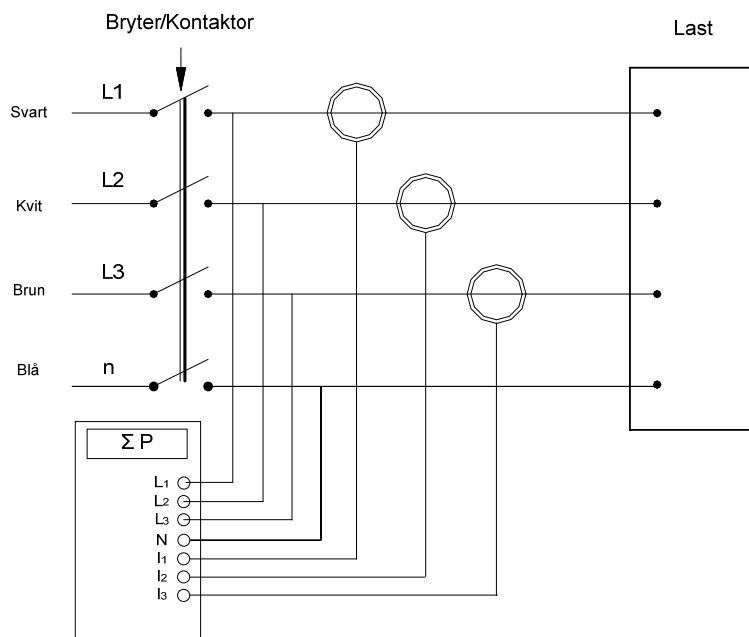 Bryter/Kontaktor
Last
L1
Svart
L2
Kvit
L3
Brun
n
Blå
Σ P
L1
L2
L3
N
I1
I2
I3